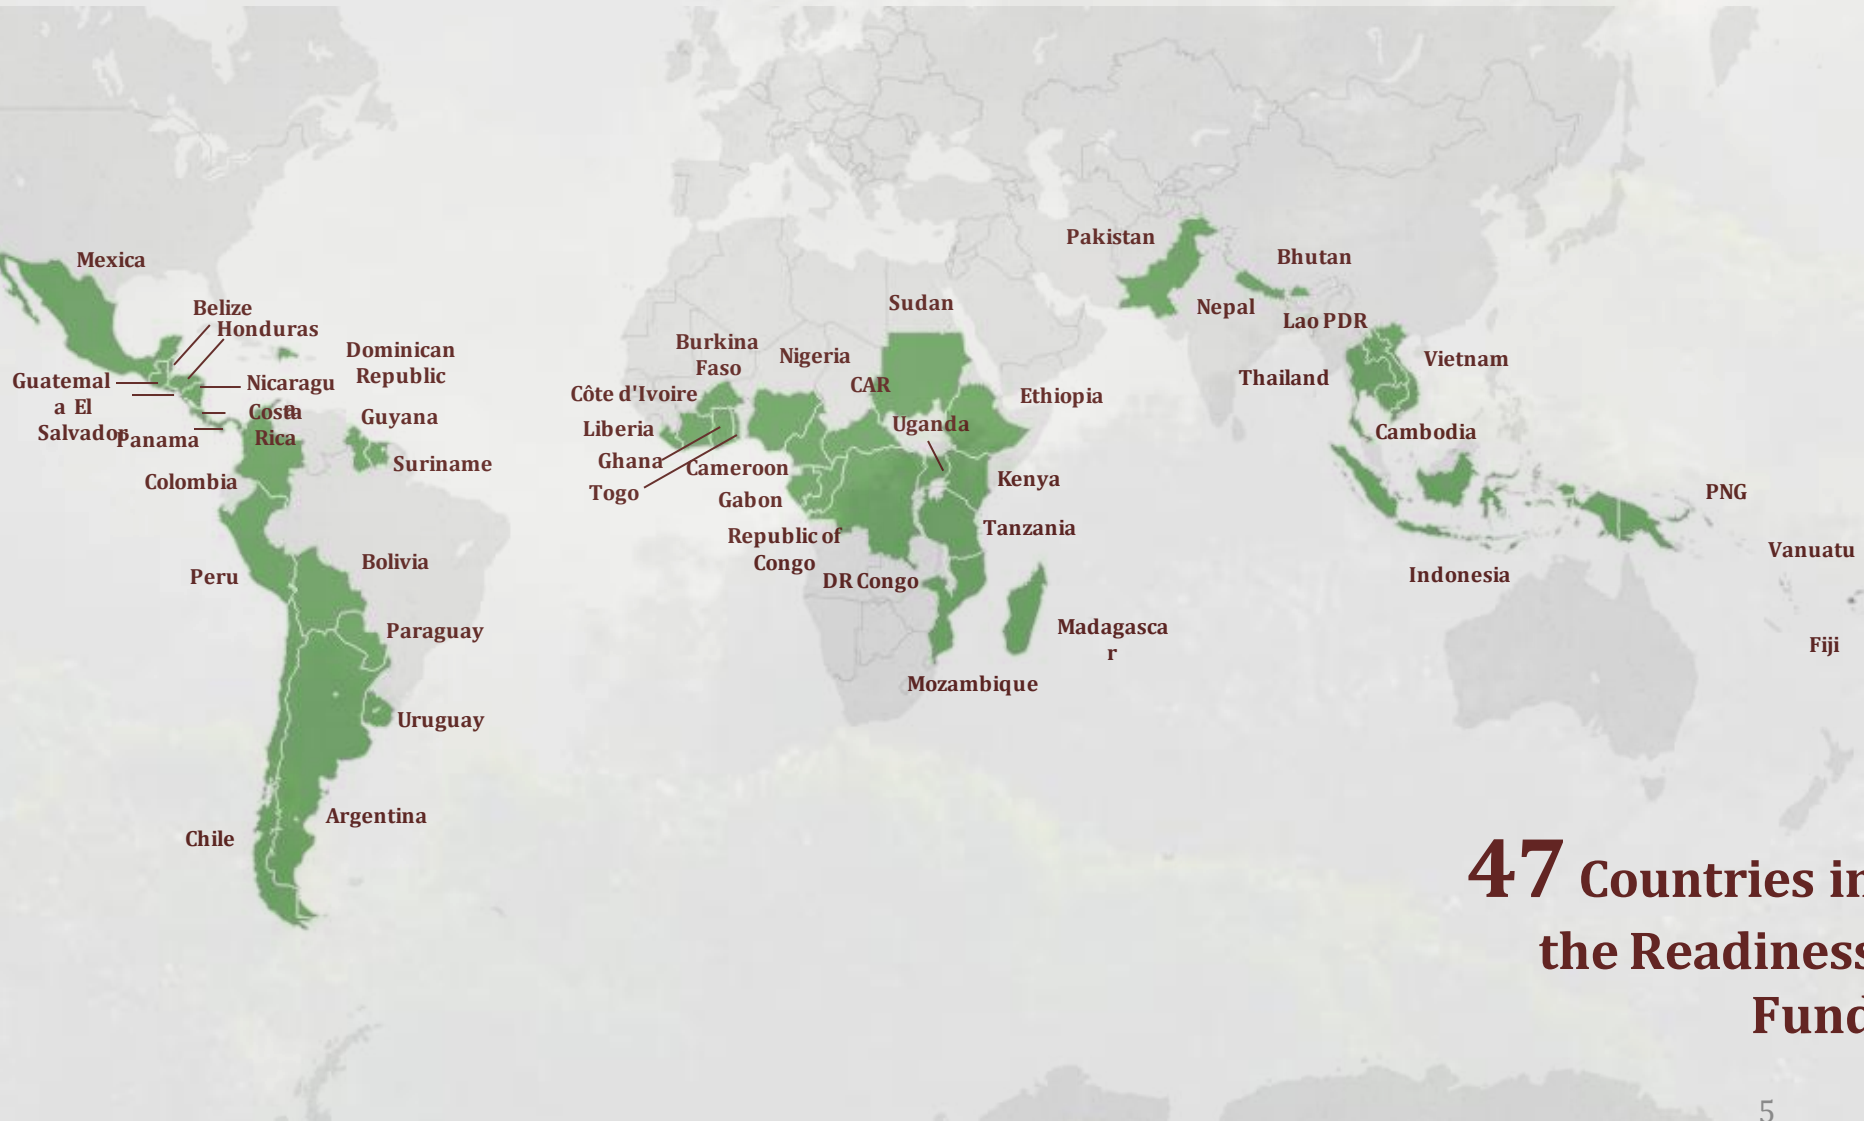 Mexica
Belize
Honduras
Guatemal
a El
Salvador
Nicaragu
a
Costa
Rica
Panama
Dominican
Republic
Guyana
Suriname
Colombia
Peru
Bolivia
Paraguay
Uruguay
Argentina
Chile
Burkina
Faso
Nigeria
Sudan
CAR
Côte d'Ivoire
Liberia
Ghana
Togo
Cameroon
Gabon
Republic of
Congo
DR Congo
Uganda
Ethiopia
Kenya
Tanzania
Madagasca
r
Mozambique
Pakistan
Bhutan
Nepal
Lao PDR
Thailand
Vietnam
Cambodia
Indonesia
PNG
Vanuatu
Fiji
47 Countries in
the Readiness
Fund
5